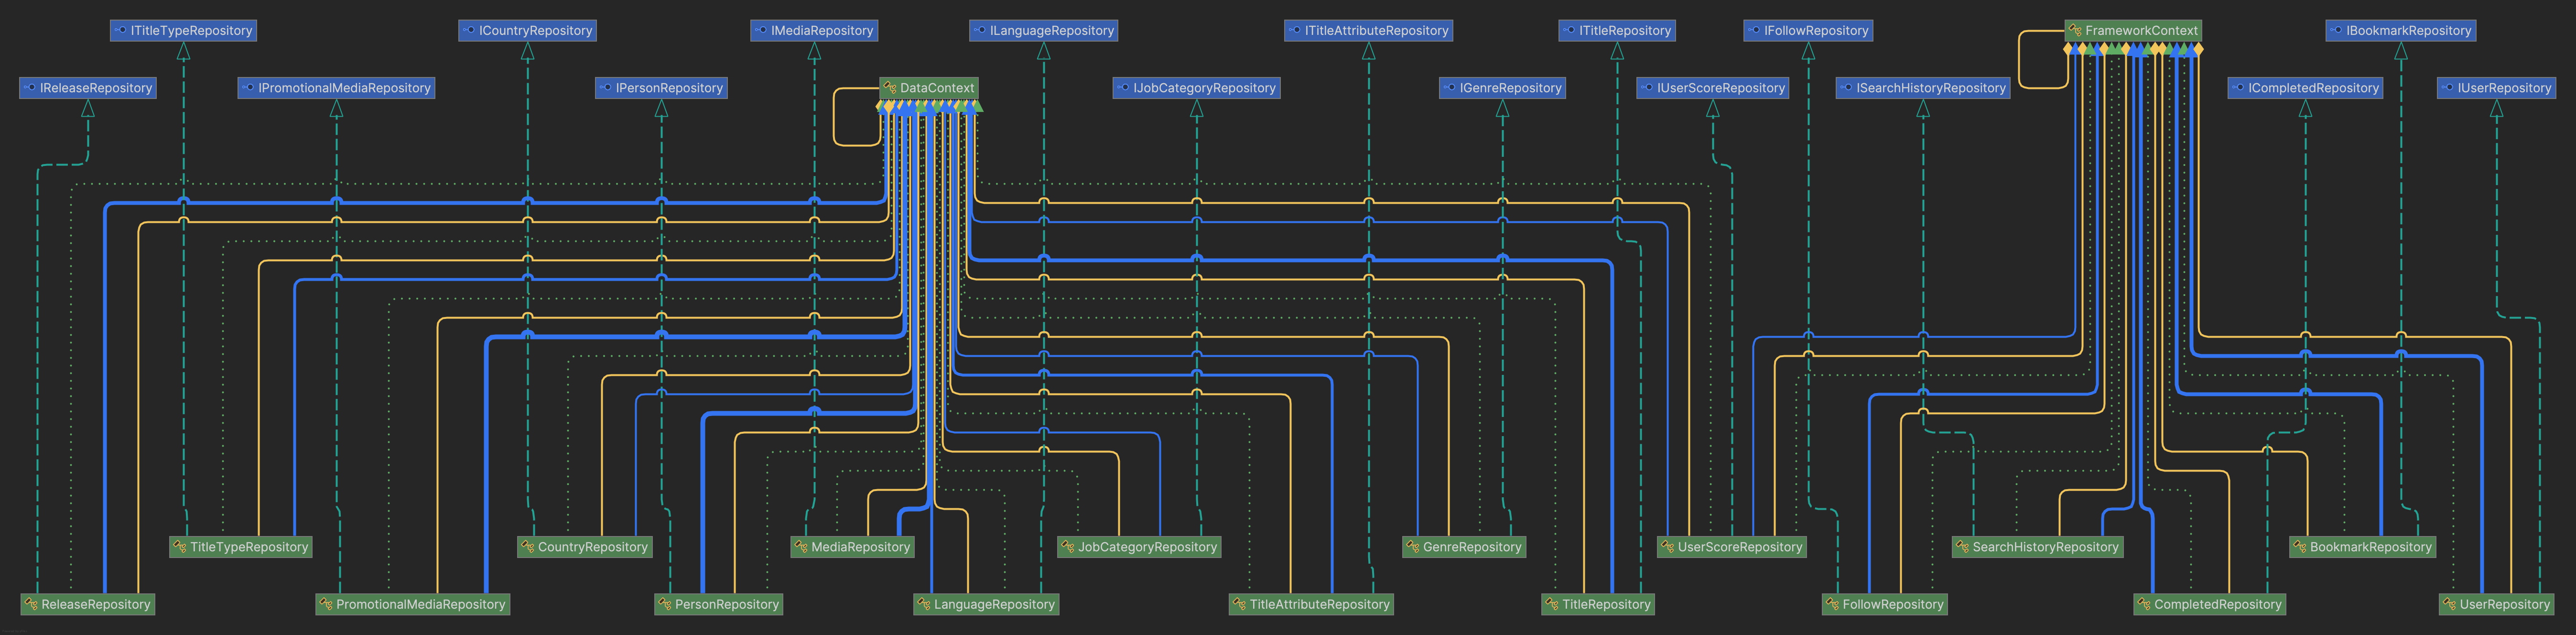 ITitleTypeRepository
ICountryRepository
IMediaRepository
ILanguageRepository
ITitleAttributeRepository
ITitleRepository
IFollowRepository
FrameworkContext
IBookmarkRepository
IReleaseRepository
IPromotionalMediaRepository
IPersonRepository
DataContext
IJobCategoryRepository
IGenreRepository
IUserScoreRepository
ISearchHistoryRepository
ICompletedRepository
IUserRepository
TitleTypeRepository
CountryRepository
MediaRepository
JobCategoryRepository
GenreRepository
UserScoreRepository
SearchHistoryRepository
BookmarkRepository
ReleaseRepository
PromotionalMediaRepository
PersonRepository
LanguageRepository
TitleAttributeRepository
TitleRepository
FollowRepository
CompletedRepository
UserRepository